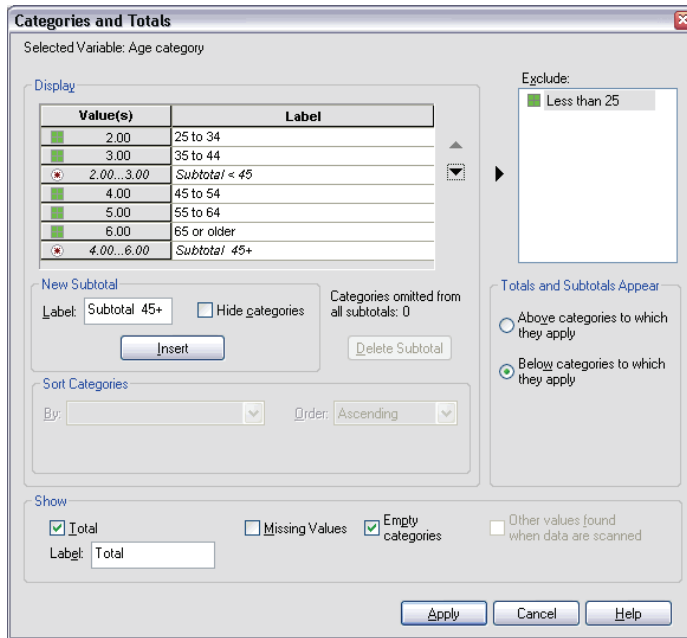 Categories and Totals
Selected Variable: Age category
Display
Value(s) Label
2.00 25 to 34
3.00 35 to 44
2.00...3.00 Subtotal < 45
4.00 45 to 54
5.00 55 to 64
6.00 65 or older
4.00...6.00 Subtotal 45+
Exclude:
Less than 25
New Subtotal
Label: Subtotal 45+
Hide categories
Insert
Categories omitted from
all subtotals: 0
Delete Subtotal
Totals and Subtotals Appear
Above categories to which
they apply
Below categories to which
they apply
Sort Categories
By: Order: Ascending
Show
Total
Label: Total
Missing Values
Empty
categories
Other values found
when data are scanned
Apply Cancel Help